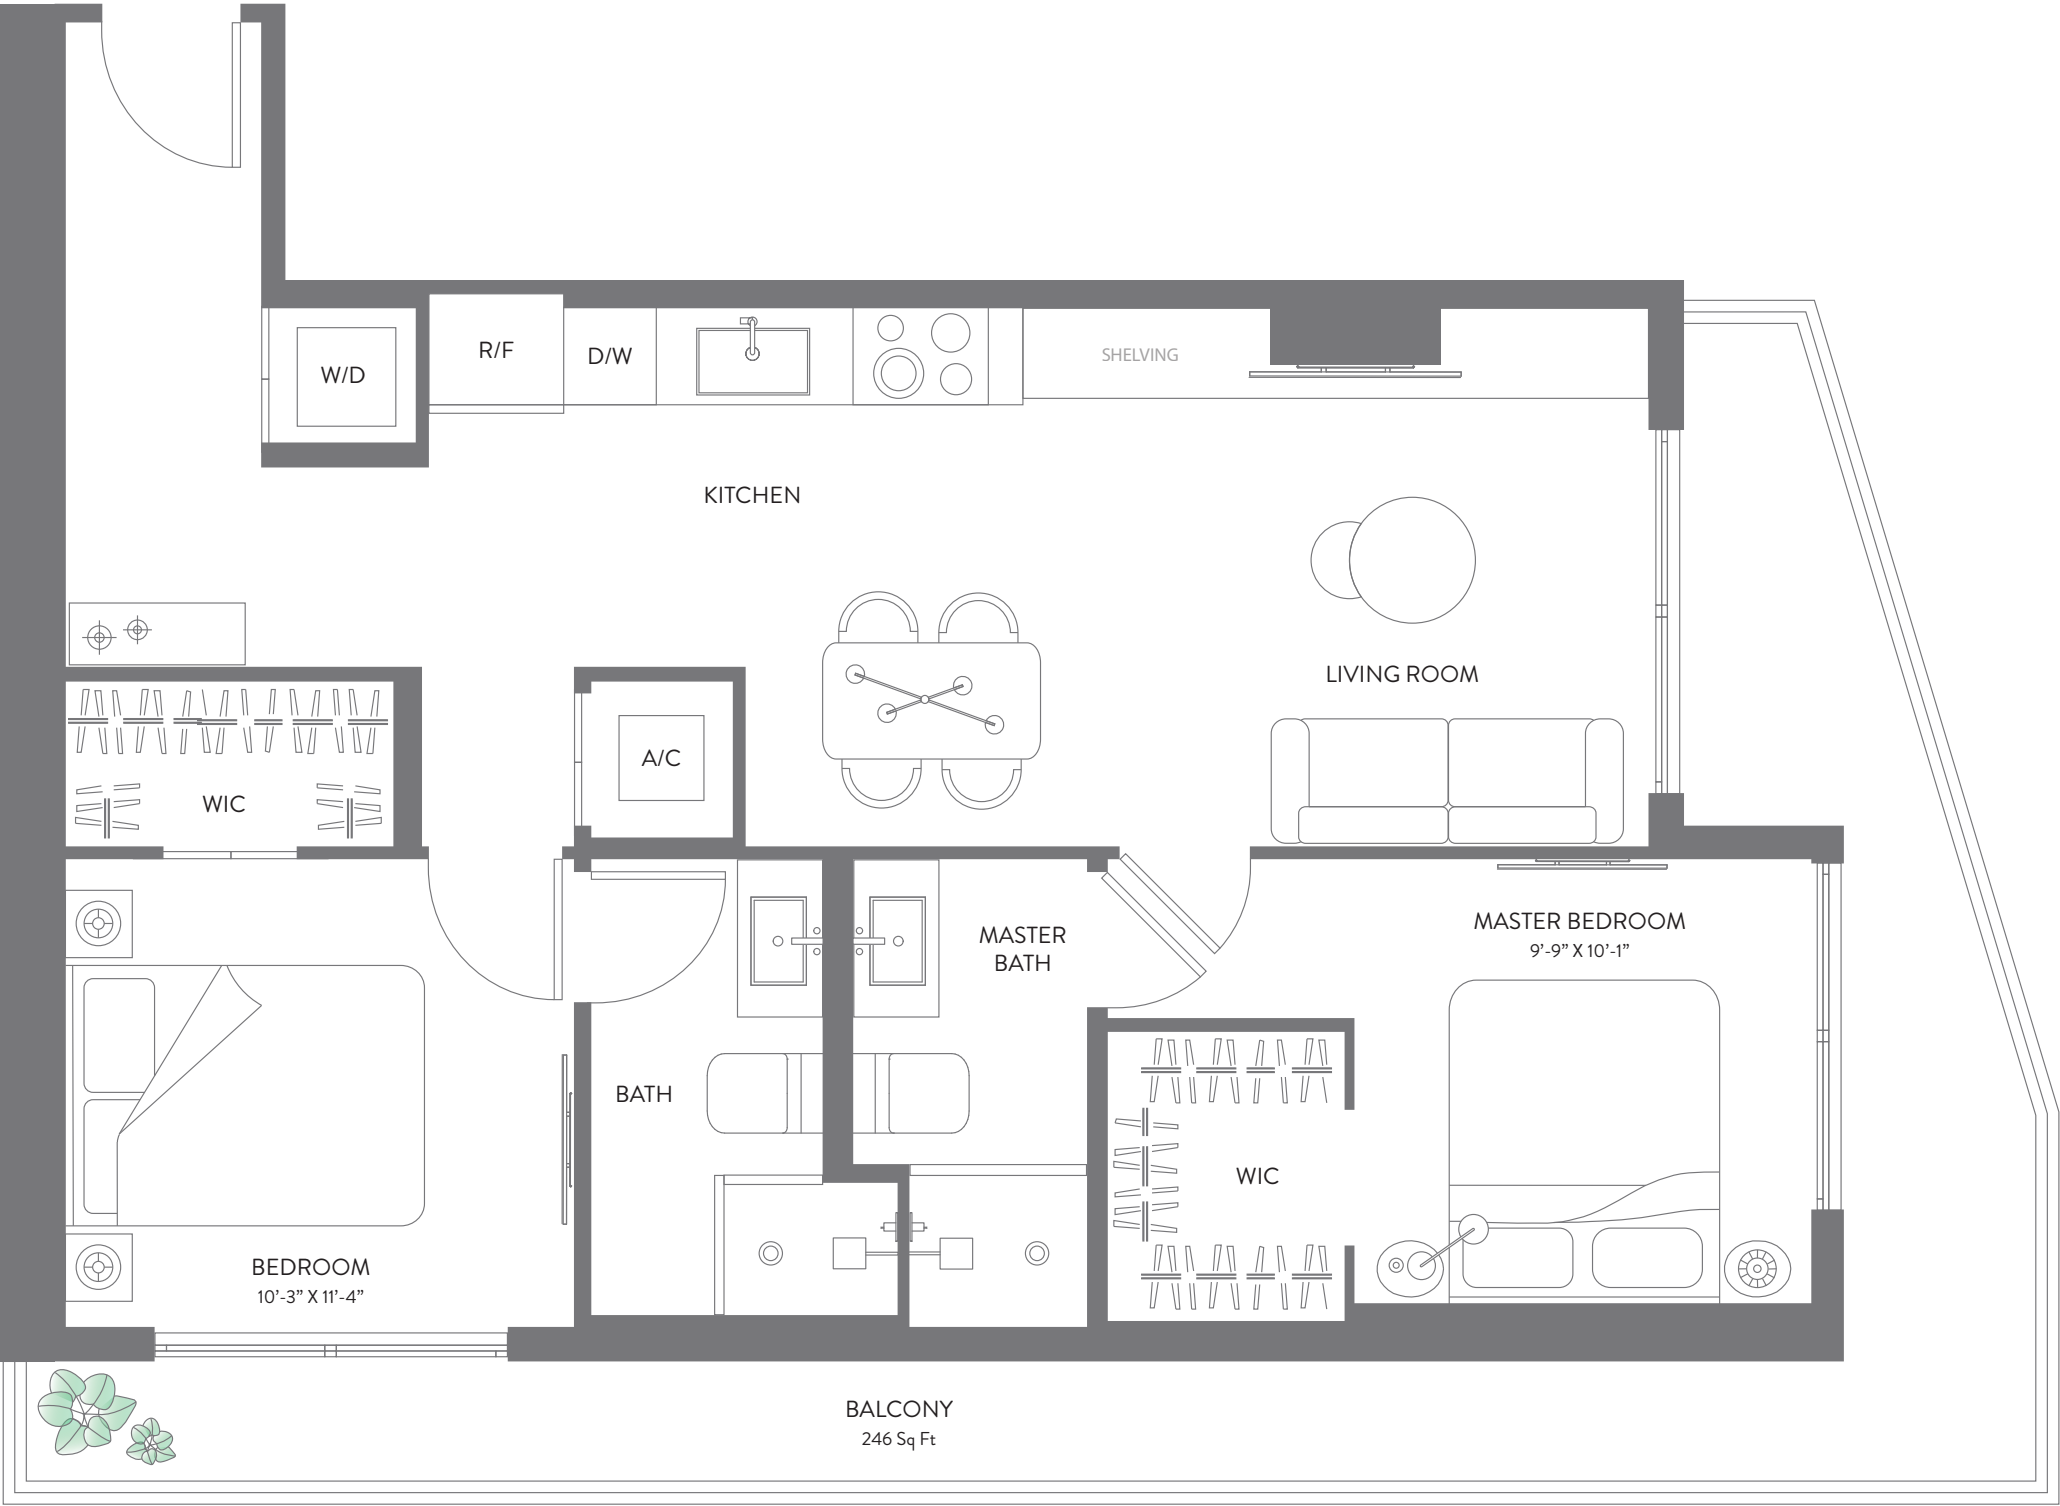 W/D
R/F
D/W
SHELVING
KITCHEN
LIVING ROOM
A/C
WIC
MASTER BEDROOM
9’-9” X 10’-1”
MASTER
BATH
BATH
WIC
BEDROOM
10’-3” X 11’-4”
BALCONY
246 Sq Ft